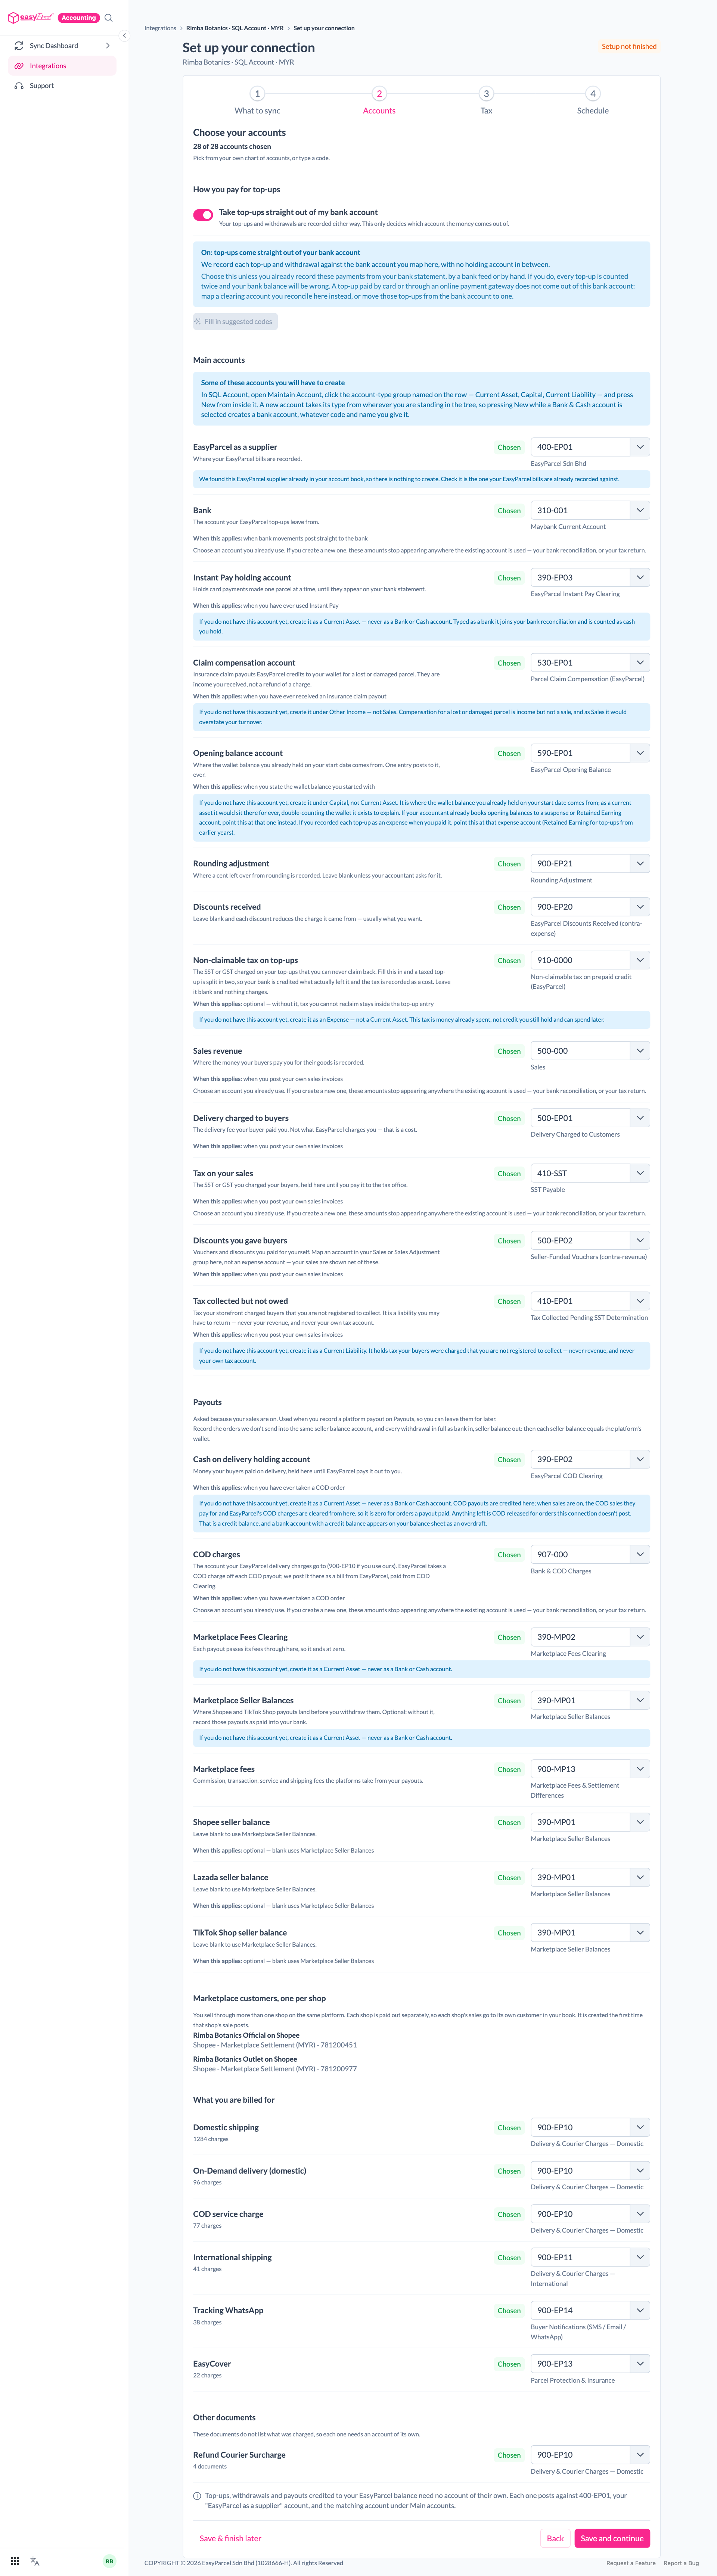 easyParcel Accounting
Sync Dashboard
Integrations
Support
Integrations > Rimba Botanics - SQL Account - MYR > Set up your connection
Set up your connection
Setup not finished
Rimba Botanics - SQL Account - MYR
1 2 3 4
What to sync Accounts Tax Schedule
Choose your accounts
28 of 28 accounts chosen
Pick from your own chart of accounts, or type a code.
How you pay for top-ups
Take top-ups straight out of my bank account
Your top-ups and withdrawals are recorded either way. This only decides which account the money comes out of.
On: top-ups come straight out of your bank account
We record each top-up and withdrawal against the bank account you map here, with no holding account in between.
Choose this unless you already record these payments from your bank statement, by a bank feed or by hand. If you do, every top-up is counted
twice and your bank balance will be wrong. A top-up paid by card or through an online payment gateway does not come out of this bank account:
map a clearing account you reconcile here instead, or move those top-ups from the bank account to one.
Fill in suggested codes
Main accounts
Some of these accounts you will have to create
In SQL Account, open Maintain Account, click the account-type group named on the row — Current Asset, Capital, Current Liability — and press
New from inside it. A new account takes its type from wherever you are standing in the tree, so pressing New while a Bank & Cash account is
selected creates a bank account, whatever code and name you give it.
EasyParcel as a supplier Chosen 400-EP01
Where your EasyParcel bills are recorded.
EasyParcel Sdn Bhd
We found this EasyParcel supplier already in your account book, so there is nothing to create. Check it is the one your EasyParcel bills are already recorded against.
Bank Chosen 310-001
The account your EasyParcel top-ups leave from.
Maybank Current Account
When this applies: when bank movements post straight to the bank
Choose an account you already use. If you create a new one, these amounts stop appearing anywhere the existing account is used — your bank reconciliation, or your tax return.
Instant Pay holding account Chosen 390-EP03
Holds card payments made one parcel at a time, until they appear on your bank statement.
EasyParcel Instant Pay Clearing
When this applies: when you have ever used Instant Pay
If you do not have this account yet, create it as a Current Asset — never as a Bank or Cash account. Typed as a bank it joins your bank reconciliation and is counted as cash
you hold.
Claim compensation account Chosen 530-EP01
Insurance claim payouts EasyParcel credits to your wallet for a lost or damaged parcel. They are
income you received, not a refund of a charge.
Parcel Claim Compensation (EasyParcel)
When this applies: when you have ever received an insurance claim payout
If you do not have this account yet, create it under Other Income — not Sales. Compensation for a lost or damaged parcel is income but not a sale, and as Sales it would
overstate your turnover.
Opening balance account Chosen 590-EP01
Where the wallet balance you already held on your start date comes from. One entry posts to it,
ever.
EasyParcel Opening Balance
When this applies: when you state the wallet balance you started with
If you do not have this account yet, create it under Capital, not Current Asset. It is where the wallet balance you already held on your start date comes from; as a current
asset it would sit there for ever, double-counting the wallet it exists to explain. If your accountant already books opening balances to a suspense or Retained Earning
account, point this at that one instead. If you recorded each top-up as an expense when you paid it, point this at that expense account (Retained Earning for top-ups from
earlier years).
Rounding adjustment Chosen 900-EP21
Where a cent left over from rounding is recorded. Leave blank unless your accountant asks for it.
Rounding Adjustment
Discounts received Chosen 900-EP20
Leave blank and each discount reduces the charge it came from — usually what you want.
EasyParcel Discounts Received (contra-
expense)
Non-claimable tax on top-ups Chosen 910-0000
The SST or GST charged on your top-ups that you can never claim back. Fill this in and a taxed top-
up is split in two, so your bank is credited what actually left it and the tax is recorded as a cost. Leave
it blank and nothing changes.
Non-claimable tax on prepaid credit
(EasyParcel)
When this applies: optional — without it, tax you cannot reclaim stays inside the top-up entry
If you do not have this account yet, create it as an Expense — not a Current Asset. This tax is money already spent, not credit you still hold and can spend later.
Sales revenue Chosen 500-000
Where the money your buyers pay you for their goods is recorded.
Sales
When this applies: when you post your own sales invoices
Choose an account you already use. If you create a new one, these amounts stop appearing anywhere the existing account is used — your bank reconciliation, or your tax return.
Delivery charged to buyers Chosen 500-EP01
The delivery fee your buyer paid you. Not what EasyParcel charges you — that is a cost.
Delivery Charged to Customers
When this applies: when you post your own sales invoices
Tax on your sales Chosen 410-SST
The SST or GST you charged your buyers, held here until you pay it to the tax office.
SST Payable
When this applies: when you post your own sales invoices
Choose an account you already use. If you create a new one, these amounts stop appearing anywhere the existing account is used — your bank reconciliation, or your tax return.
Discounts you gave buyers Chosen 500-EP02
Vouchers and discounts you paid for yourself. Map an account in your Sales or Sales Adjustment
group here, not an expense account — your sales are shown net of these.
Seller-Funded Vouchers (contra-revenue)
When this applies: when you post your own sales invoices
Tax collected but not owed Chosen 410-EP01
Tax your storefront charged buyers that you are not registered to collect. It is a liability you may
have to return — never your revenue, and never your own tax account.
Tax Collected Pending SST Determination
When this applies: when you post your own sales invoices
If you do not have this account yet, create it as a Current Liability. It holds tax your buyers were charged that you are not registered to collect — never revenue, and never
your own tax account.
Payouts
Asked because your sales are on. Used when you record a platform payout on Payouts, so you can leave them for later.
Record the orders we don't send into the same seller balance account, and every withdrawal in full as bank in, seller balance out: then each seller balance equals the platform's
wallet.
Cash on delivery holding account Chosen 390-EP02
Money your buyers paid on delivery, held here until EasyParcel pays it out to you.
EasyParcel COD Clearing
When this applies: when you have ever taken a COD order
If you do not have this account yet, create it as a Current Asset — never as a Bank or Cash account. COD payouts are credited here; when sales are on, the COD sales they
pay for and EasyParcel's COD charges are cleared from here, so it is zero for orders a payout paid. Anything left is COD released for orders this connection doesn't post.
That is a credit balance, and a bank account with a credit balance appears on your balance sheet as an overdraft.
COD charges Chosen 907-000
The account your EasyParcel delivery charges go to (900-EP10 if you use ours). EasyParcel takes a
COD charge off each COD payout; we post it there as a bill from EasyParcel, paid from COD
Clearing.
Bank & COD Charges
When this applies: when you have ever taken a COD order
Choose an account you already use. If you create a new one, these amounts stop appearing anywhere the existing account is used — your bank reconciliation, or your tax return.
Marketplace Fees Clearing Chosen 390-MP02
Each payout passes its fees through here, so it ends at zero.
Marketplace Fees Clearing
If you do not have this account yet, create it as a Current Asset — never as a Bank or Cash account.
Marketplace Seller Balances Chosen 390-MP01
Where Shopee and TikTok Shop payouts land before you withdraw them. Optional: without it,
record those payouts as paid into your bank.
Marketplace Seller Balances
If you do not have this account yet, create it as a Current Asset — never as a Bank or Cash account.
Marketplace fees Chosen 900-MP13
Commission, transaction, service and shipping fees the platforms take from your payouts.
Marketplace Fees & Settlement
Differences
Shopee seller balance Chosen 390-MP01
Leave blank to use Marketplace Seller Balances.
Marketplace Seller Balances
When this applies: optional — blank uses Marketplace Seller Balances
Lazada seller balance Chosen 390-MP01
Leave blank to use Marketplace Seller Balances.
Marketplace Seller Balances
When this applies: optional — blank uses Marketplace Seller Balances
TikTok Shop seller balance Chosen 390-MP01
Leave blank to use Marketplace Seller Balances.
Marketplace Seller Balances
When this applies: optional — blank uses Marketplace Seller Balances
Marketplace customers, one per shop
You sell through more than one shop on the same platform. Each shop is paid out separately, so each shop's sales go to its own customer in your book. It is created the first time
that shop's sale posts.
Rimba Botanics Official on Shopee
Shopee - Marketplace Settlement (MYR) - 781200451
Rimba Botanics Outlet on Shopee
Shopee - Marketplace Settlement (MYR) - 781200977
What you are billed for
Domestic shipping Chosen 900-EP10
1284 charges
Delivery & Courier Charges — Domestic
On-Demand delivery (domestic) Chosen 900-EP10
96 charges
Delivery & Courier Charges — Domestic
COD service charge Chosen 900-EP10
77 charges
Delivery & Courier Charges — Domestic
International shipping Chosen 900-EP11
41 charges
Delivery & Courier Charges —
International
Tracking WhatsApp Chosen 900-EP14
38 charges
Buyer Notifications (SMS / Email /
WhatsApp)
EasyCover Chosen 900-EP13
22 charges
Parcel Protection & Insurance
Other documents
These documents do not list what was charged, so each one needs an account of its own.
Refund Courier Surcharge Chosen 900-EP10
4 documents
Delivery & Courier Charges — Domestic
Top-ups, withdrawals and payouts credited to your EasyParcel balance need no account of their own. Each one posts against 400-EP01, your
"EasyParcel as a supplier" account, and the matching account under Main accounts.
Save & finish later Back Save and continue
RB
COPYRIGHT © 2026 EasyParcel Sdn Bhd (1028666-H). All rights Reserved
Request a Feature Report a Bug